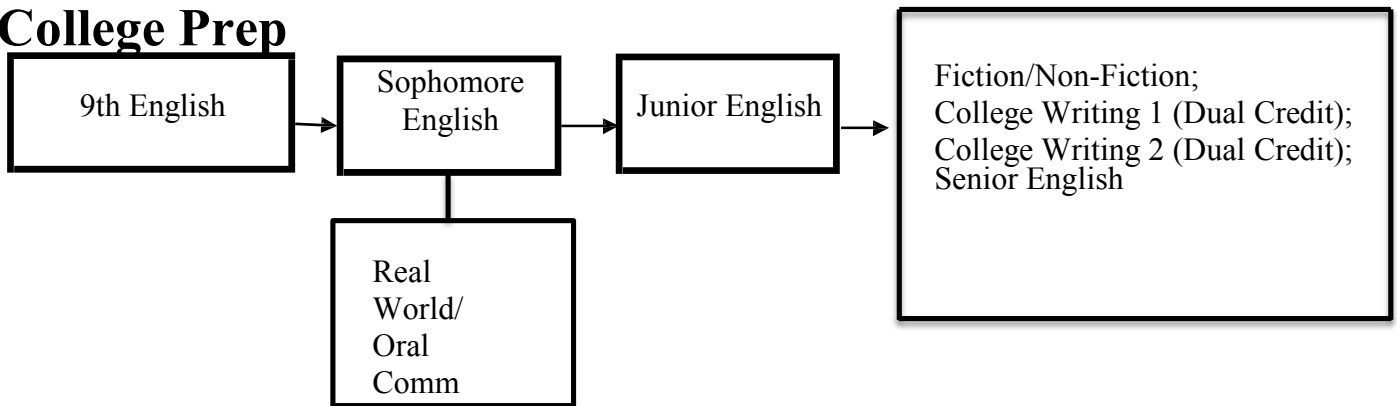 College Prep
9th English
Sophomore
English
Junior English
Fiction/Non-Fiction;
College Writing 1 (Dual Credit);
College Writing 2 (Dual Credit);
Senior English
Real
World/
Oral
Comm